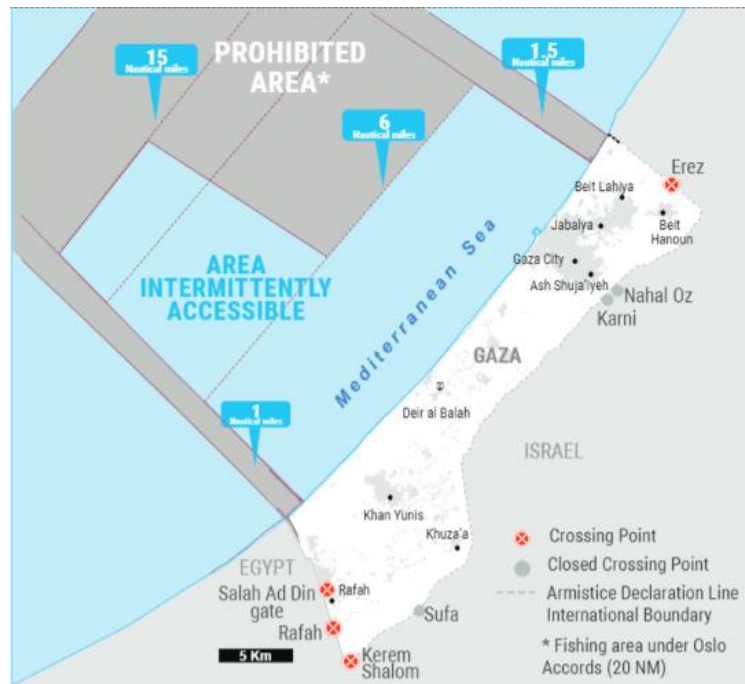 15
Nautical miles
PROHIBITED
AREA*
1.5
Nautical miles
6
Nautical miles
Erez
Beit Lahiya
Jabalya
Beit
Hanoun
Gaza City
Ash Shuja'iyeh
Nahal Oz
Karni
AREA
INTERMITTENTLY
ACCESSIBLE
Mediterranean Sea
GAZA
Deir al Balah
1
Nautical miles
ISRAEL
Khan Yunis
Khuza'a
EGYPT
Salah Ad Din
gate
Rafah
Rafah
Sufa
Kerem
Shalom
5 Km
Crossing Point
Closed Crossing Point
Armistice Declaration Line
International Boundary
* Fishing area under Oslo
Accords (20 NM)